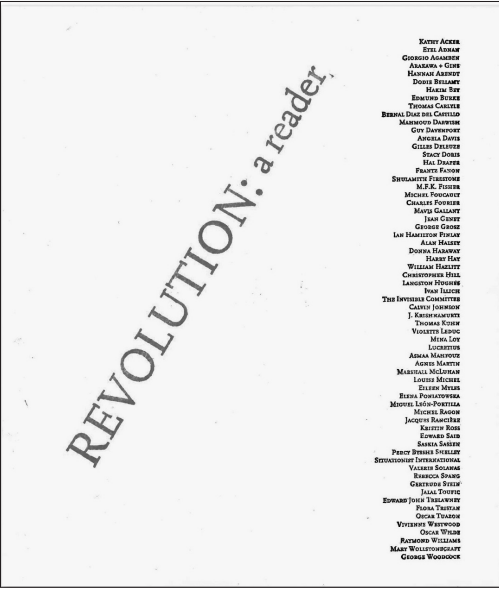 REVOLUTION: a reader
KATHY ACKER
ETEL ADNAN
GIORGIO AGAMBEN
ARAKAWA + GINS
HANNAH ARENDT
DODIE BELLAMY
HAKIM BEY
EDMUND BURKE
THOMAS CARLYLE
BERNAL DIAZ DEL CASTILLO
MAHMOUD DARWISH
GUY DAVENPORT
ANGELA DAVIS
GILLES DELEUZE
STACY DORIS
HAL DRAPER
FRANTZ FANON
SHULAMITH FIRESTONE
M.F.K. FISHER
MICHEL FOUCAULT
CHARLES FOURIER
MAVIS GALLANT
JEAN GENET
GEORGE GROSZ
IAN HAMILTON FINLAY
ALAN HALSEY
DONNA HARAWAY
HARRY HAY
WILLIAM HAZLITT
CHRISTOPHER HILL
LANGSTON HUGHES
IVAN ILLICH
THE INVISIBLE COMMITTEE
CALVIN JOHNSON
J. KRISHNAMURTI
THOMAS KUHN
VIOLETTE LEDUC
MINA LOY
LUCRETIUS
ASMAA MAHFOUZ
AGNES MARTIN
MARSHALL MCLUHAN
LOUISE MICHEL
EILEEN MYLES
ELENA PONIATOWSKA
MIGUEL LEÓN-PORTILLA
MICHEL RAGON
JACQUES RANCIÈRE
KRISTIN ROSS
EDWARD SAID
SASKIA SASSEN
PERCY BYSSHE SHELLEY
SITUATIONIST INTERNATIONAL
VALERIE SOLANAS
REBECCA SPANG
GERTRUDE STEIN
JALAL TOUFIC
EDWARD JOHN TRELAWNEY
FLORA TRISTAN
OSCAR TUAZON
VIVIENNE WESTWOOD
OSCAR WILDE
RAYMOND WILLIAMS
MARY WOLLSTONECRAFT
GEORGE WOODCOCK